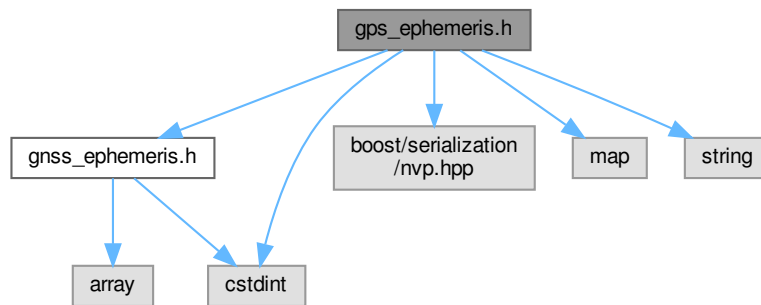 gps_ephemeris.h
gnss_ephemeris.h
boost/serialization
/nvp.hpp
map
string
array
cstdint